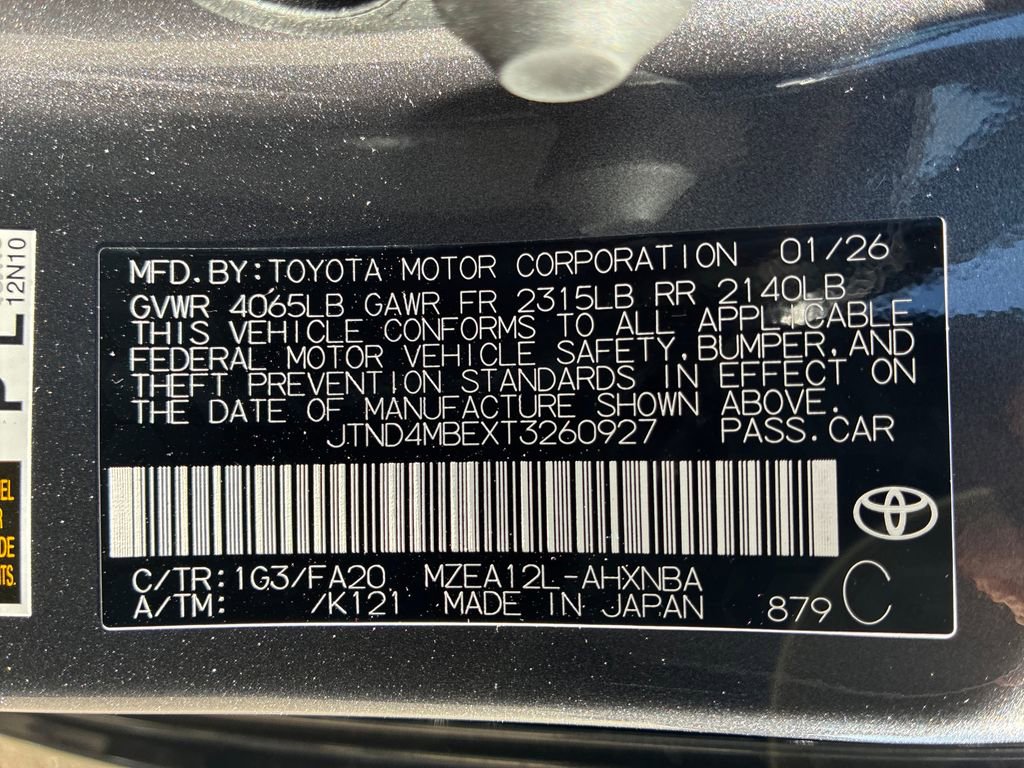 MFD. BY: TOYOTA MOTOR CORPORATION 01/26
GVWR 4065LB GAWR FR 2315LB RR 2140LB
THIS VEHICLE CONFORMS TO ALL APPLICABLE
FEDERAL MOTOR VEHICLE SAFETY, BUMPER, AND
THEFT PREVENTION STANDARDS IN EFFECT ON
THE DATE OF MANUFACTURE SHOWN ABOVE.
JTND4MBEXT3260927 PASS. CAR
C/TR: 1G3/FA20 MZEA12L-AHXNBA
A/TM: /K121 MADE IN JAPAN 879 C
12N10